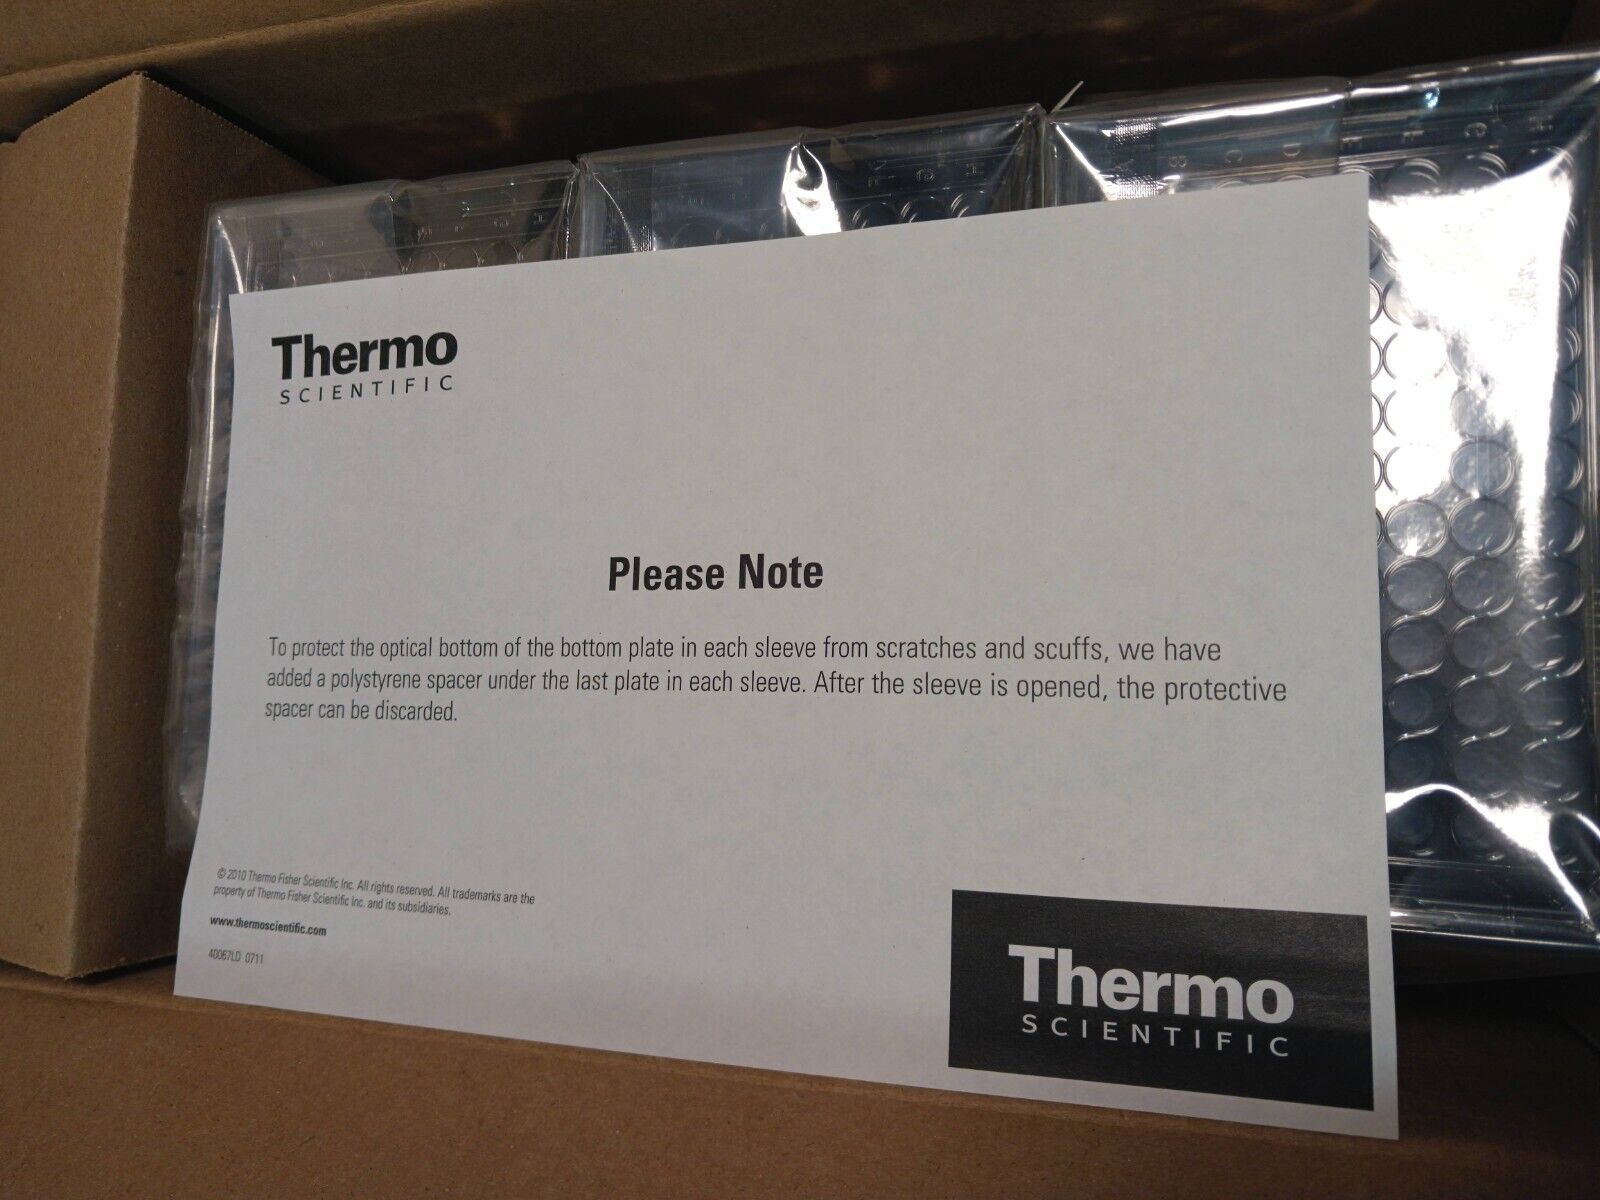 A B C D E F G H
Thermo
SCIENTIFIC
Please Note
To protect the optical bottom of the bottom plate in each sleeve from scratches and scuffs, we have
added a polystyrene spacer under the last plate in each sleeve. After the sleeve is opened, the protective
spacer can be discarded.
© 2010 Thermo Fisher Scientific Inc. All rights reserved. All trademarks are the
property of Thermo Fisher Scientific Inc. and its subsidiaries.
www.thermoscientific.com
40067LD 0711
Thermo
SCIENTIFIC